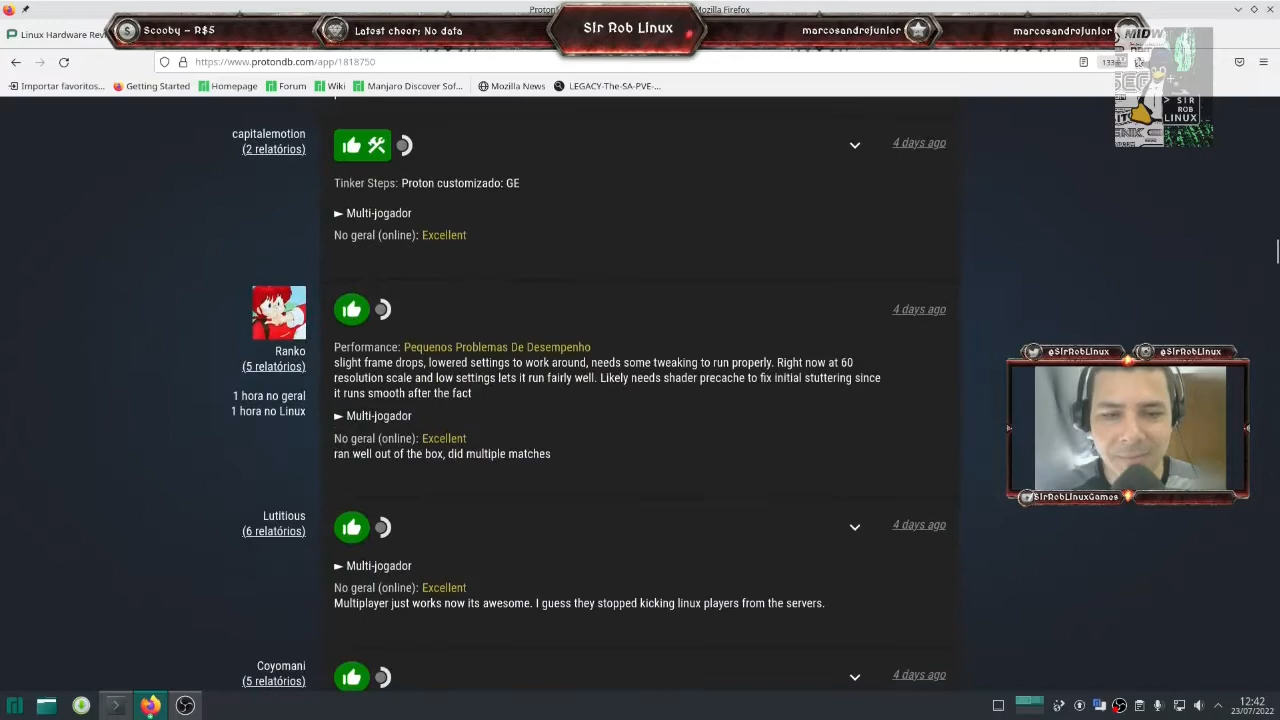 Mozilla Firefox
Linux Hardware Rev
Scooby – R$5
Latest cheer: No data
Sir Rob Linux
marcosandrejunior
marcosandrejunior
https://www.protondb.com/app/1818750
Importar favoritos...
Getting Started
Homepage
Forum
Wiki
Manjaro Discover Sof...
Mozilla News
LEGACY-The-SA-PVE-...
> SIR
ROB
LINUX
capitalemotion
(2 relatórios)
4 days ago
Tinker Steps: Proton customizado: GE
► Multi-jogador
No geral (online): Excellent
Ranko
(5 relatórios)
1 hora no geral
1 hora no Linux
4 days ago
Performance: Pequenos Problemas De Desempenho
slight frame drops, lowered settings to work around, needs some tweaking to run properly. Right now at 60
resolution scale and low settings lets it run fairly well. Likely needs shader precache to fix initial stuttering since
it runs smooth after the fact
► Multi-jogador
No geral (online): Excellent
ran well out of the box, did multiple matches
@SirRobLinux
@SirRobLinux
SirRobLinuxGames
Lutitious
(6 relatórios)
4 days ago
► Multi-jogador
No geral (online): Excellent
Multiplayer just works now its awesome. I guess they stopped kicking linux players from the servers.
Coyomani
(5 relatórios)
4 days ago
12:42
23/07/2022